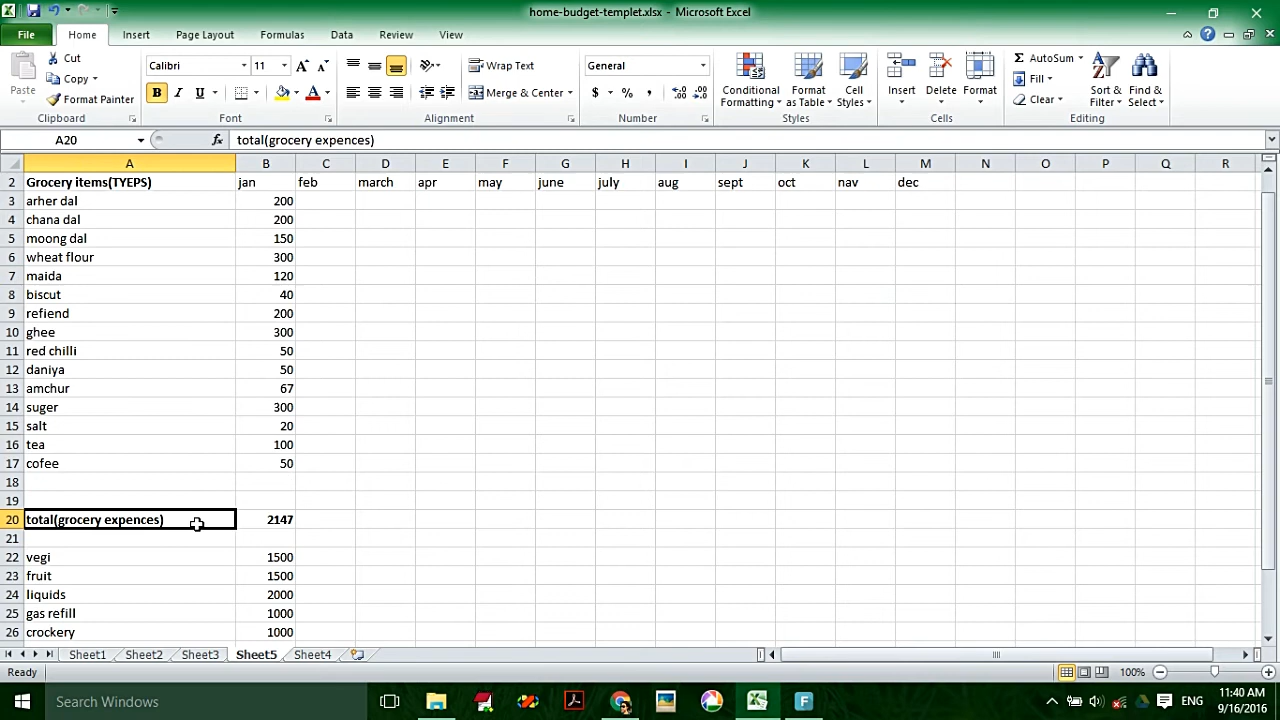 home-budget-templet.xlsx - Microsoft Excel
File Home Insert Page Layout Formulas Data Review View
Paste Cut Copy Format Painter Clipboard
Calibri 11 B I U Font
Wrap Text Merge & Center Alignment
General $ % , Number
Conditional Formatting Format as Table Cell Styles Styles
Insert Delete Format Cells
Σ AutoSum Fill Clear Sort & Filter Find & Select Editing
A20 fx total(grocery expences)
A B C D E F G H I J K L M N O P Q R
2 Grocery items(TYEPS) jan feb march apr may june july aug sept oct nav dec
3 arher dal 200
4 chana dal 200
5 moong dal 150
6 wheat flour 300
7 maida 120
8 biscut 40
9 refiend 200
10 ghee 300
11 red chilli 50
12 daniya 50
13 amchur 67
14 suger 300
15 salt 20
16 tea 100
17 cofee 50
18
19
20 total(grocery expences) 2147
21
22 vegi 1500
23 fruit 1500
24 liquids 2000
25 gas refill 1000
26 crockery 1000
Sheet1 Sheet2 Sheet3 Sheet5 Sheet4
Ready 100%
Search Windows ENG 11:40 AM
9/16/2016